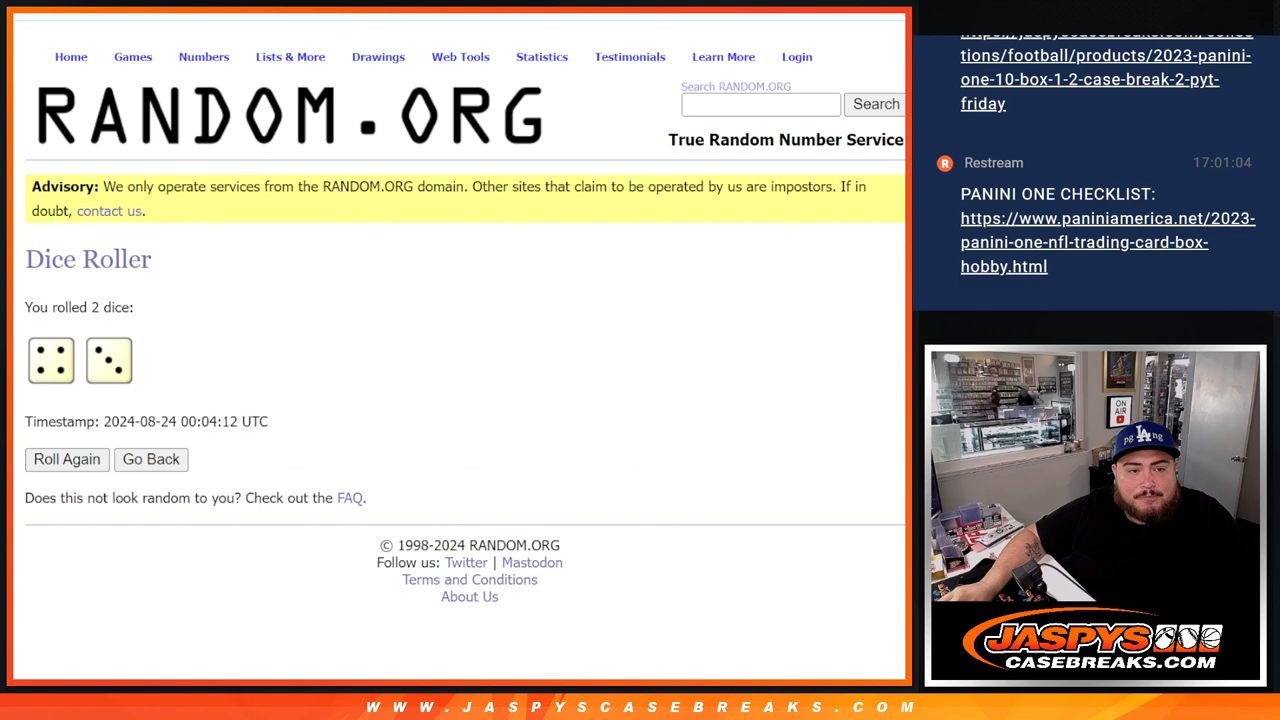 Home Games Numbers Lists & More Drawings Web Tools Statistics Testimonials Learn More Login
RANDOM.ORG
Search RANDOM.ORG
Search
True Random Number Service
Advisory: We only operate services from the RANDOM.ORG domain. Other sites that claim to be operated by us are impostors. If in
doubt, contact us.
Dice Roller
You rolled 2 dice:
Timestamp: 2024-08-24 00:04:12 UTC
Roll Again Go Back
Does this not look random to you? Check out the FAQ.
© 1998-2024 RANDOM.ORG
Follow us: Twitter | Mastodon
Terms and Conditions
About Us
tions/football/products/2023-panini-
one-10-box-1-2-case-break-2-pyt-
friday
R Restream 17:01:04
PANINI ONE CHECKLIST:
https://www.paniniamerica.net/2023-
panini-one-nfl-trading-card-box-
hobby.html
ON
AIR
LA
JASPYS
CASEBREAKS.COM
WWW.JASPYSCASEBREAKS.COM